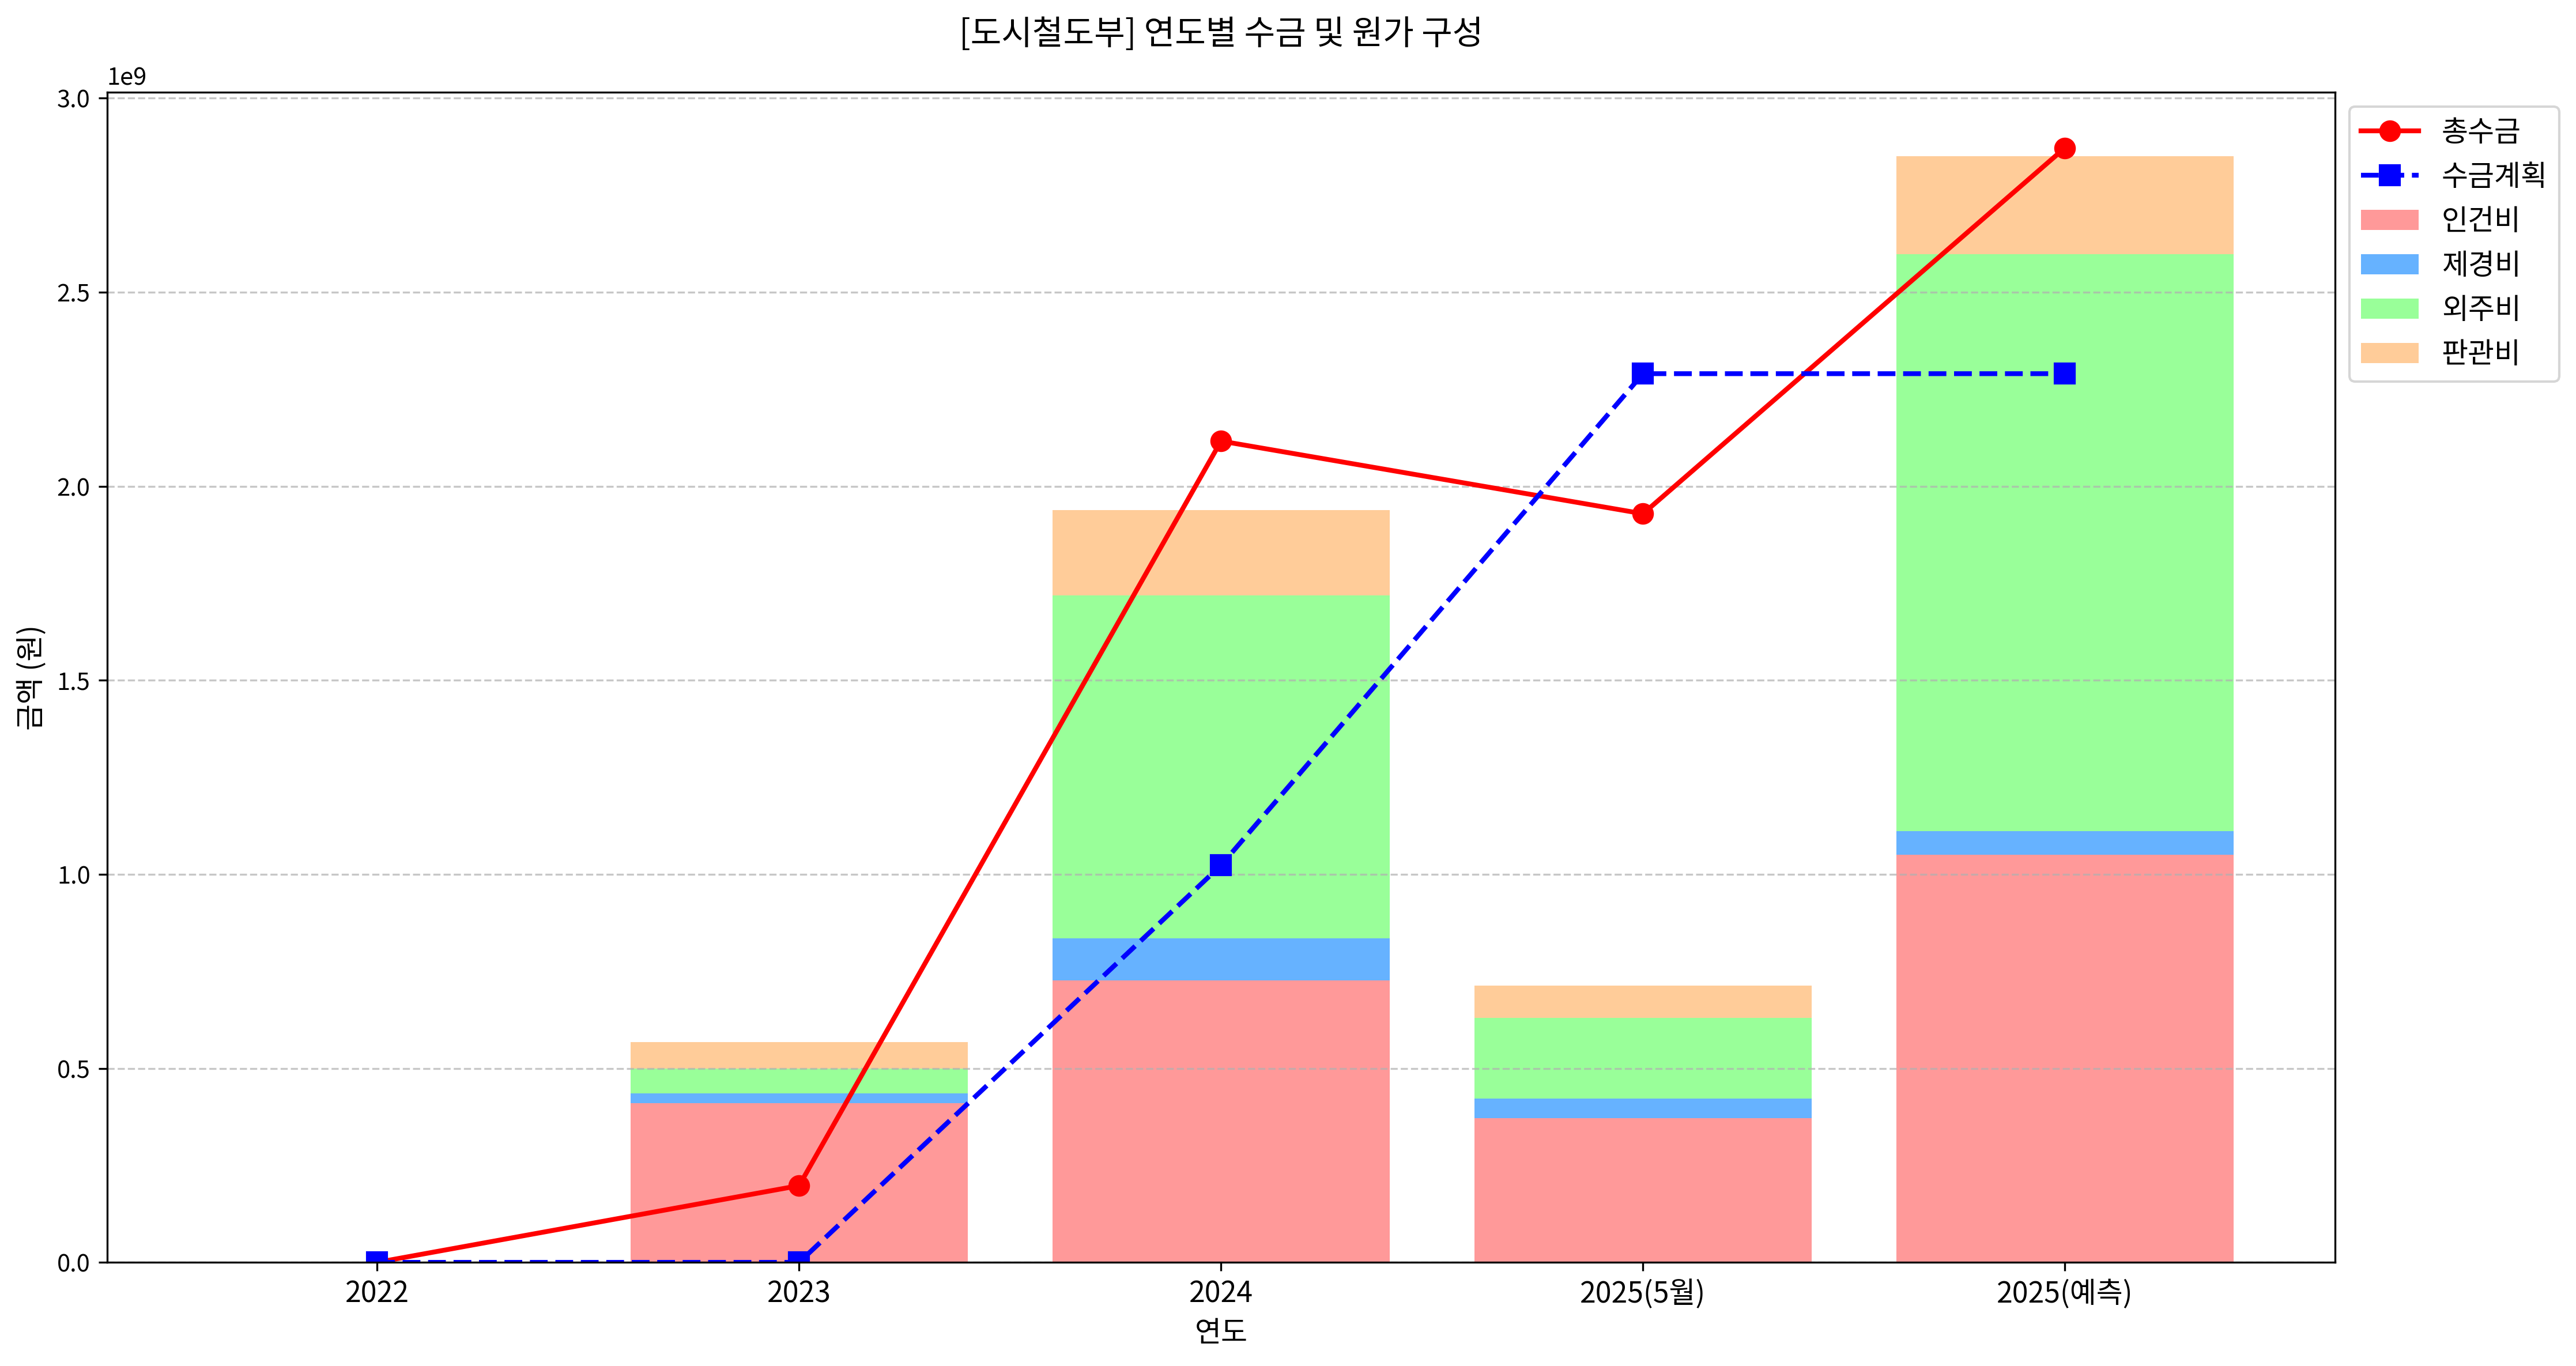 [도시철도부] 연도별 수금 및 원가 구성
1e9
3.0
2.5
2.0
1.5
1.0
0.5
0.0
금액 (원)
2022
2023
2024
2025(5월)
2025(예측)
연도
총수금
수금계획
인건비
제경비
외주비
판관비